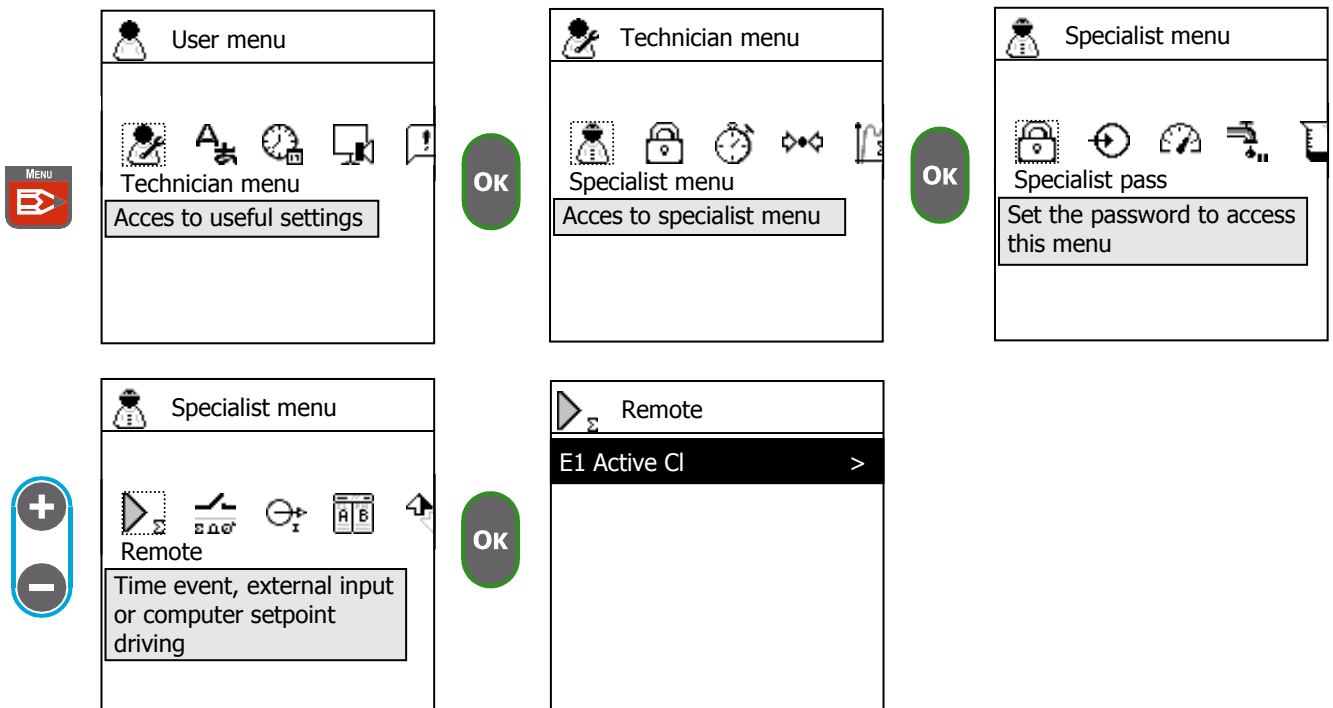 User menu
Technician menu
Specialist menu
Technician menu
Acces to useful settings
MENU
OK
Specialist menu
Acces to specialist menu
OK
Specialist pass
Set the password to access
this menu
Specialist menu
Remote
Remote
Time event, external input
or computer setpoint
driving
OK
E1 Active Cl >